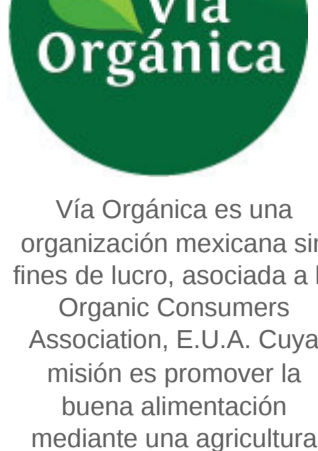 Vía
Orgánica
Vía Orgánica es una
organización mexicana sin
fines de lucro, asociada a
Organic Consumers
Association, E.U.A. Cuya
misión es promover la
buena alimentación
mediante una agricultura